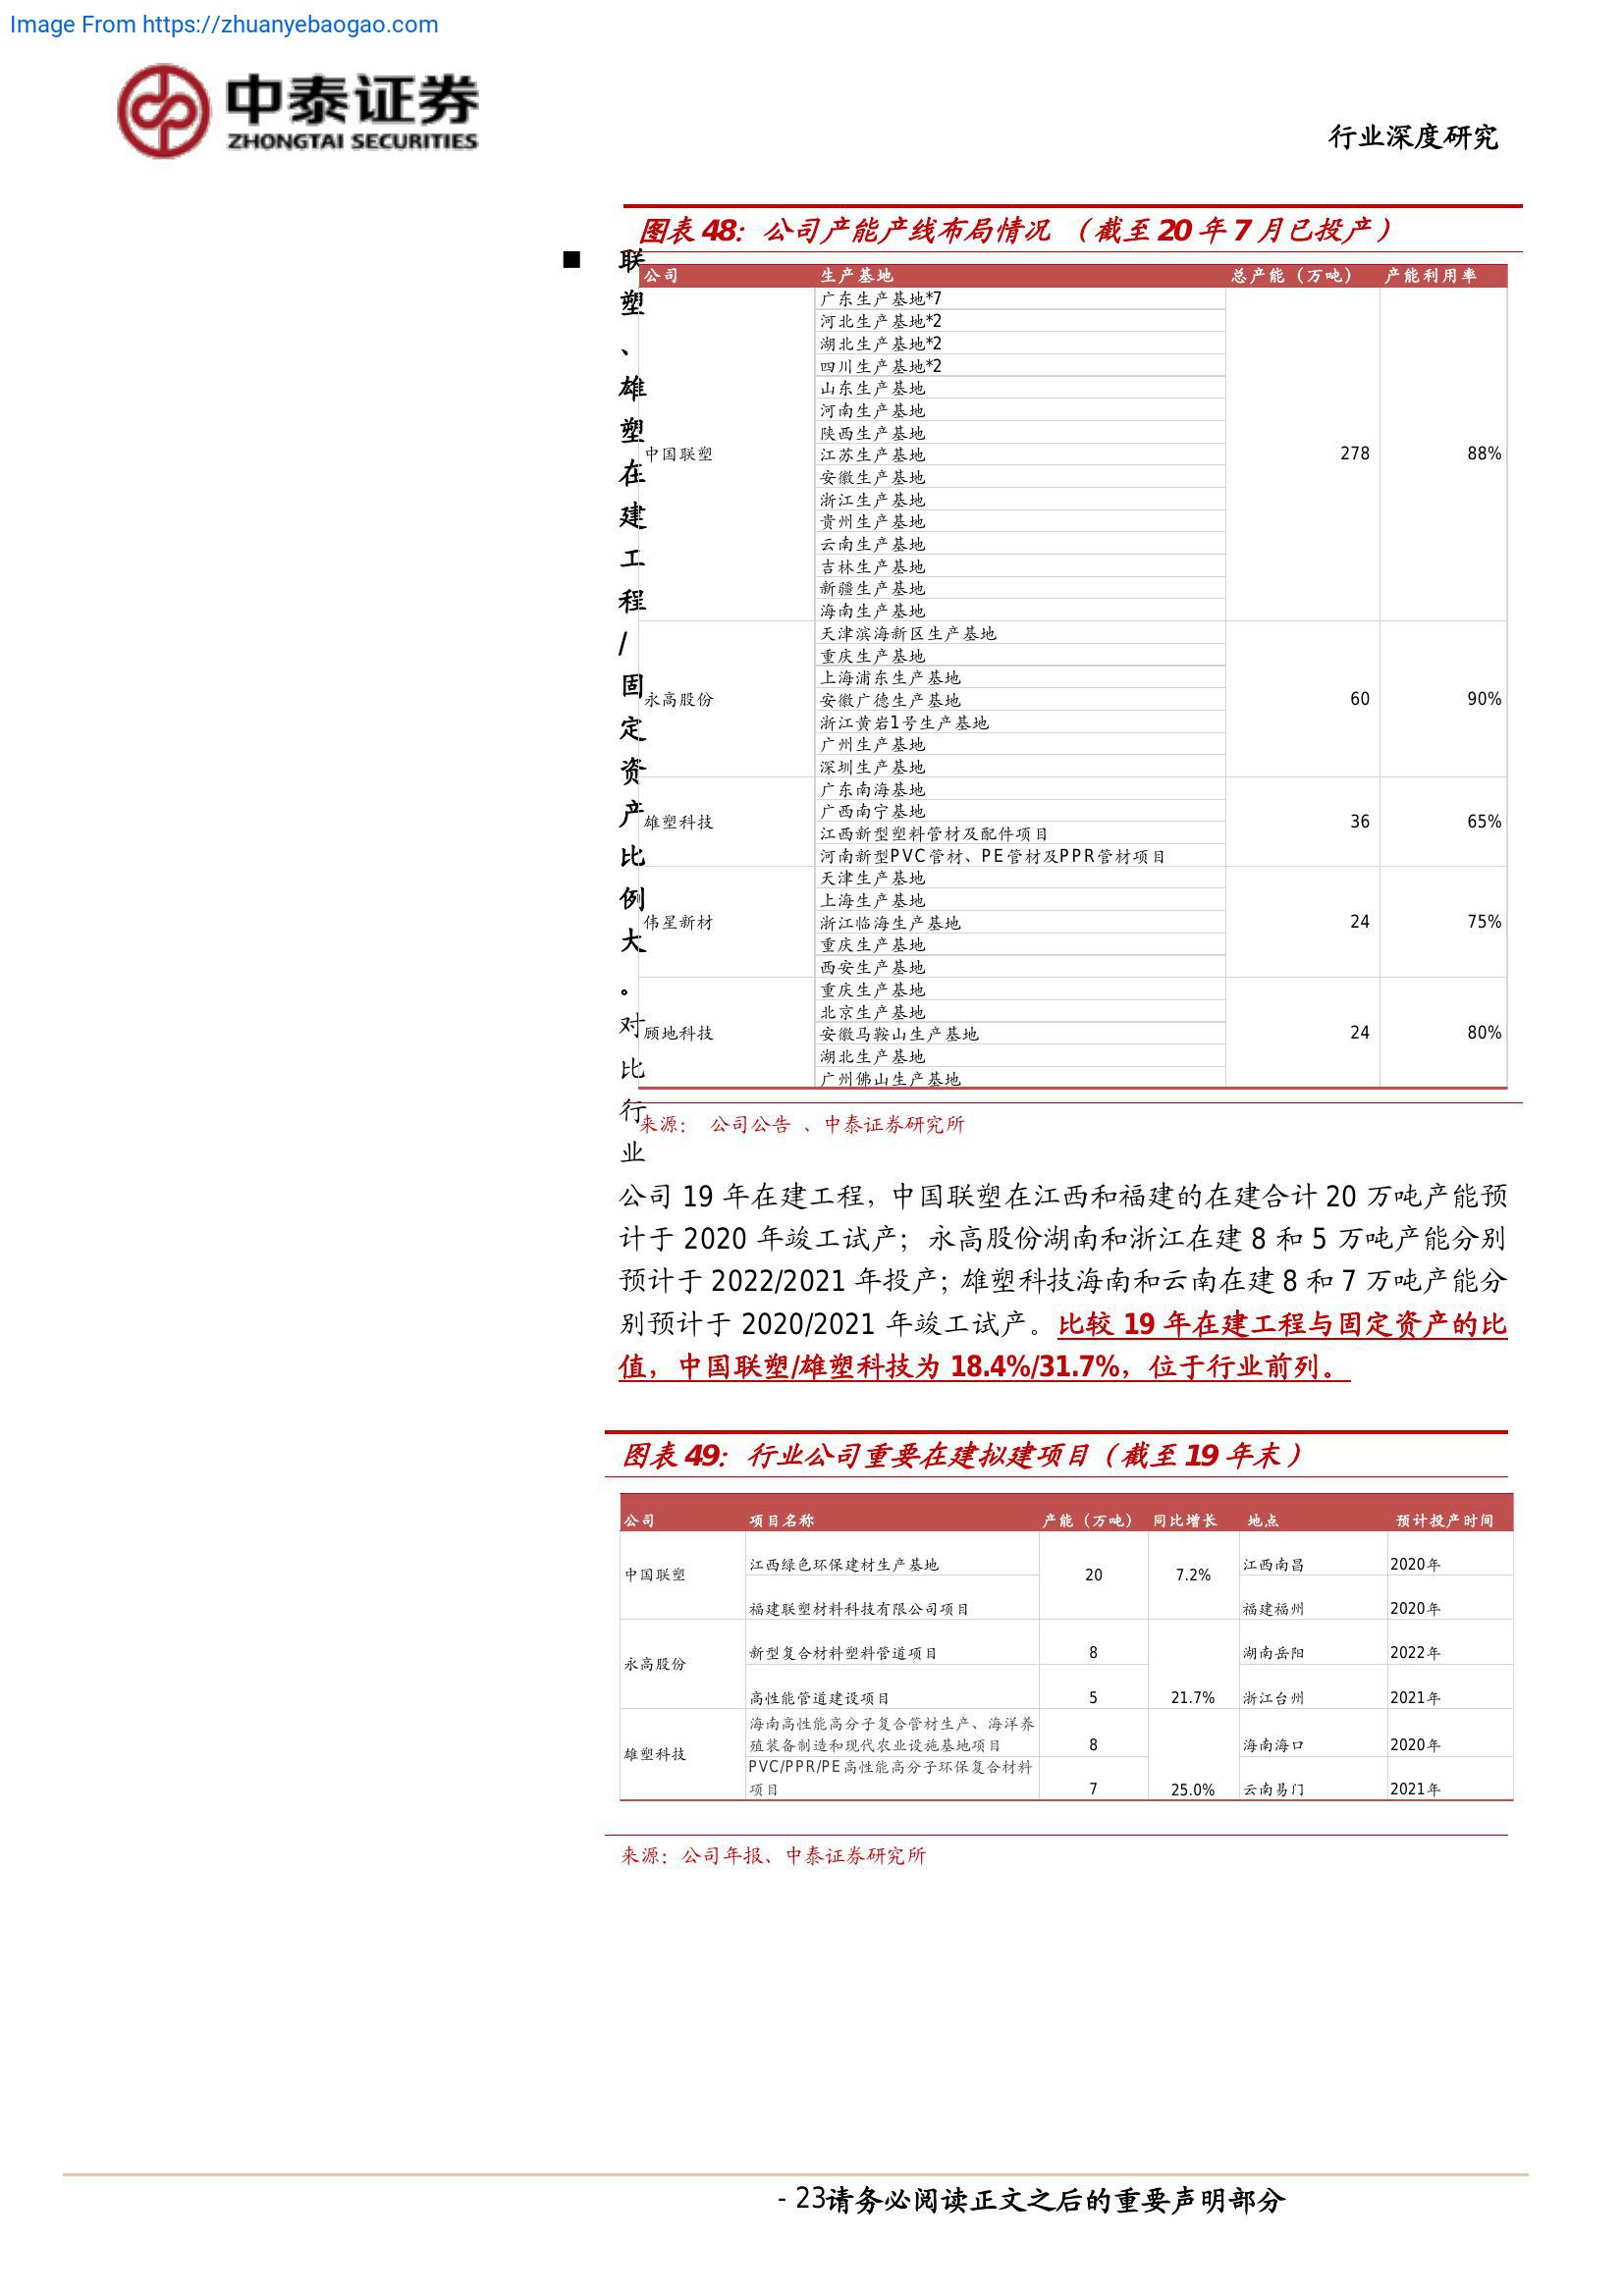 Image From https://zhuanyebaogao.com
中泰证券
ZHONGTAI SECURITIES
行业深度研究
图表 48：公司产能产线布局情况 （截至 20 年 7 月已投产）
公司 生产基地 总产能（万吨） 产能利用率
中国联塑 278 88%
广东生产基地*7
河北生产基地*2
湖北生产基地*2
四川生产基地*2
山东生产基地
河南生产基地
陕西生产基地
江苏生产基地
安徽生产基地
浙江生产基地
贵州生产基地
云南生产基地
吉林生产基地
新疆生产基地
海南生产基地
永高股份 60 90%
天津滨海新区生产基地
重庆生产基地
上海浦东生产基地
安徽广德生产基地
浙江黄岩1号生产基地
广州生产基地
深圳生产基地
雄塑科技 36 65%
广东南海基地
广西南宁基地
江西新型塑料管材及配件项目
河南新型PVC管材、PE管材及PPR管材项目
伟星新材 24 75%
天津生产基地
上海生产基地
浙江临海生产基地
重庆生产基地
西安生产基地
顾地科技 24 80%
重庆生产基地
北京生产基地
安徽马鞍山生产基地
湖北生产基地
广州佛山生产基地
来源： 公司公告 、中泰证券研究所
■ 联塑、雄塑在建工程/固定资产比例大。对比行业
公司 19 年在建工程，中国联塑在江西和福建的在建合计 20 万吨产能预
计于 2020 年竣工试产；永高股份湖南和浙江在建 8 和 5 万吨产能分别
预计于 2022/2021 年投产；雄塑科技海南和云南在建 8 和 7 万吨产能分
别预计于 2020/2021 年竣工试产。比较 19 年在建工程与固定资产的比
值，中国联塑/雄塑科技为 18.4%/31.7%，位于行业前列。
图表 49：行业公司重要在建拟建项目（截至 19 年末）
公司 项目名称 产能（万吨） 同比增长 地点 预计投产时间
中国联塑 20 7.2%
江西绿色环保建材生产基地 江西南昌 2020年
福建联塑材料科技有限公司项目 福建福州 2020年
永高股份
新型复合材料塑料管道项目 8 湖南岳阳 2022年
高性能管道建设项目 5 21.7% 浙江台州 2021年
雄塑科技
海南高性能高分子复合管材生产、海洋养
殖装备制造和现代农业设施基地项目 8 海南海口 2020年
PVC/PPR/PE高性能高分子环保复合材料
项目 7 25.0% 云南易门 2021年
来源：公司年报、中泰证券研究所
- 23请务必阅读正文之后的重要声明部分